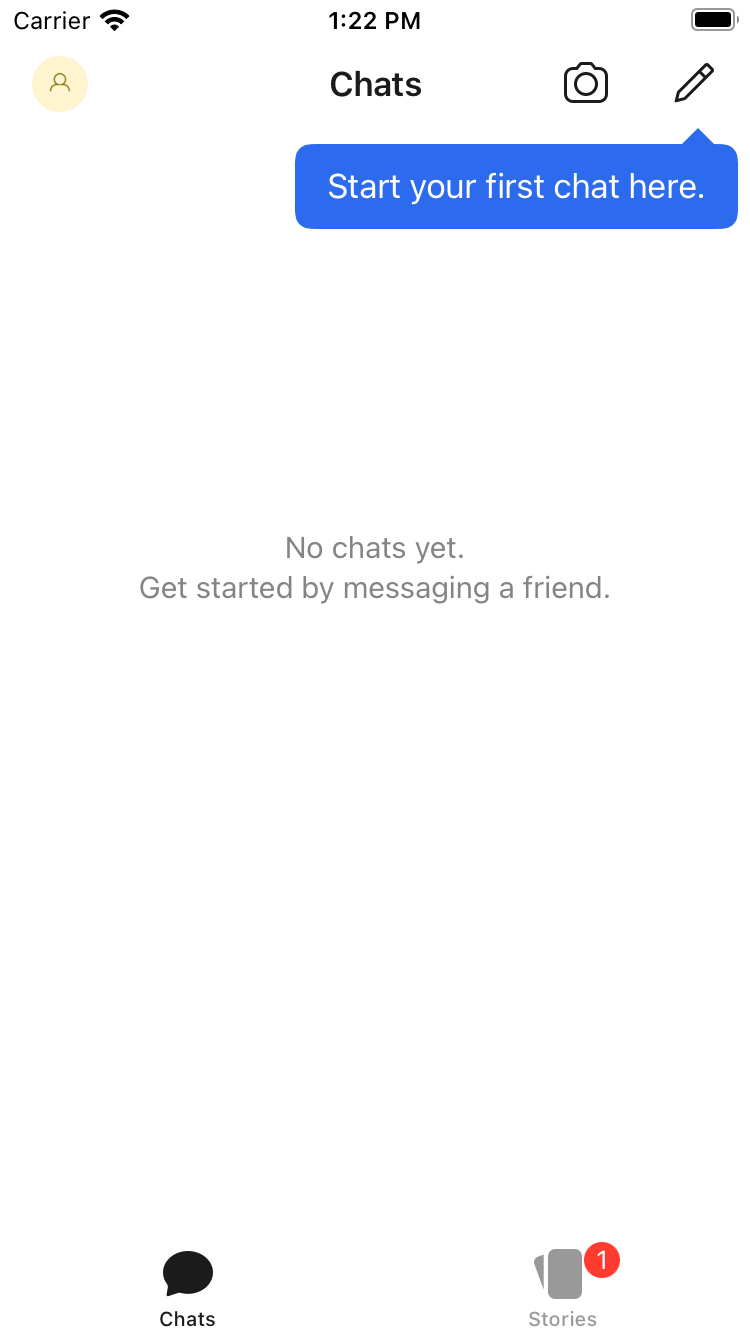 Carrier 1:22 PM
Chats
Start your first chat here.
No chats yet.
Get started by messaging a friend.
1
Chats Stories